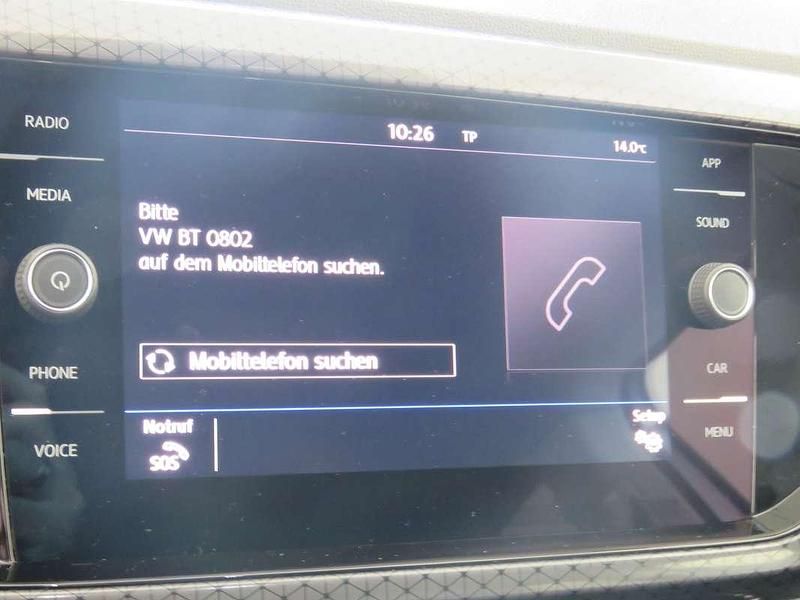 RADIO
MEDIA
PHONE
VOICE
10:26 TP
14.0°C
Bitte
VW BT 0802
auf dem Mobiltelefon suchen.
Mobiltelefon suchen
Notruf
SOS
Setup
APP
SOUND
CAR
MENU